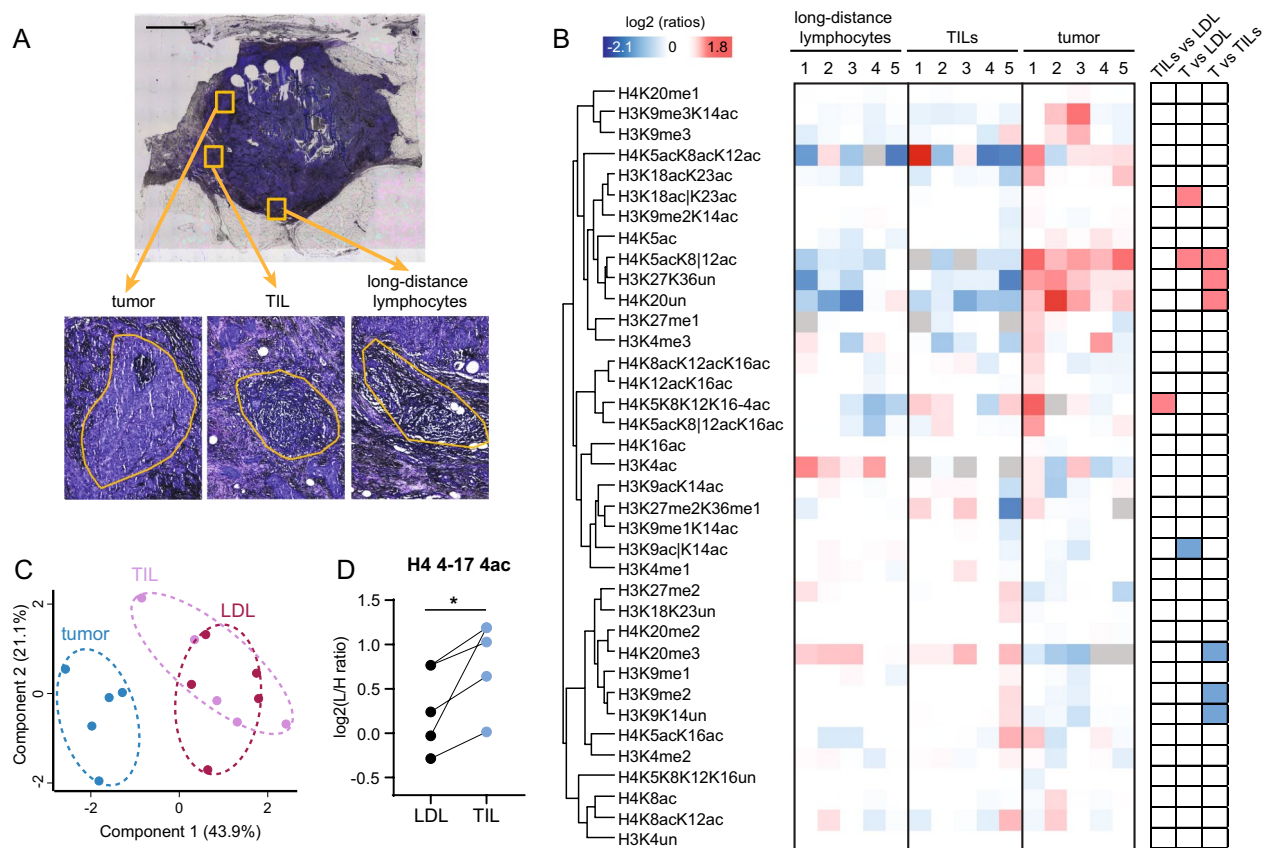 A
tumor
TIL
long-distance
lymphocytes
B
log2 (ratios)
-2.1
0
1.8
long-distance
lymphocytes
TILs
tumor
1 2 3 4 5 1 2 3 4 5 1 2 3 4 5
TILs vs LDL
T vs LDL
T vs TILs
H4K20me1
H3K9me3K14ac
H3K9me3
H4K5acK8acK12ac
H3K18acK23ac
H3K18ac|K23ac
H3K9me2K14ac
H4K5ac
H4K5acK8|12ac
H3K27K36un
H4K20un
H3K27me1
H3K4me3
H4K8acK12acK16ac
H4K12acK16ac
H4K5K8K12K16-4ac
H4K5acK8|12acK16ac
H4K16ac
H3K4ac
H3K9acK14ac
H3K27me2K36me1
H3K9me1K14ac
H3K9ac|K14ac
H3K4me1
H3K27me2
H3K18K23un
H4K20me2
H4K20me3
H3K9me1
H3K9me2
H3K9K14un
H4K5acK16ac
H3K4me2
H4K5K8K12K16un
H4K8ac
H4K8acK12ac
H3K4un
C
TIL
LDL
tumor
Component 2 (21.1%)
2
0
-2
-2 0 2
Component 1 (43.9%)
D
H4 4-17 4ac
*
log2(L/H ratio)
1.5
1.0
0.5
0.0
-0.5
LDL TIL